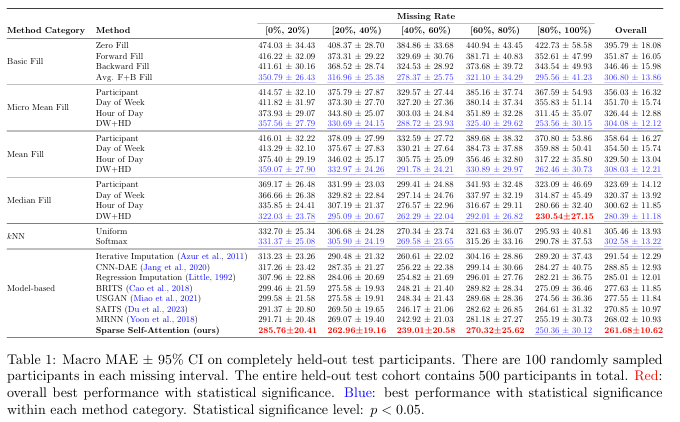 Missing Rate
Method Category Method [0%, 20%) [20%, 40%) [40%, 60%) [60%, 80%) [80%, 100%) Overall
Basic Fill
Zero Fill 474.03 ± 34.43 408.37 ± 28.70 384.86 ± 33.68 440.94 ± 43.45 422.73 ± 58.58 395.79 ± 18.08
Forward Fill 416.22 ± 32.09 373.31 ± 29.22 329.69 ± 30.76 381.71 ± 40.83 352.61 ± 47.99 351.87 ± 16.05
Backward Fill 411.61 ± 30.16 368.52 ± 28.74 324.53 ± 28.92 373.68 ± 39.72 343.54 ± 49.93 346.46 ± 15.98
Avg. F+B Fill 350.79 ± 26.43 316.96 ± 25.38 278.37 ± 25.75 321.10 ± 34.29 295.56 ± 41.23 306.80 ± 13.86
Micro Mean Fill
Participant 414.57 ± 32.10 375.79 ± 27.87 329.57 ± 27.44 385.16 ± 37.74 367.59 ± 54.93 356.03 ± 16.32
Day of Week 411.82 ± 31.97 373.30 ± 27.70 327.20 ± 27.36 380.14 ± 37.34 355.83 ± 51.14 351.70 ± 15.74
Hour of Day 373.93 ± 29.07 343.80 ± 25.07 303.03 ± 24.84 351.89 ± 32.28 311.45 ± 35.07 326.44 ± 12.88
DW+HD 357.56 ± 27.79 330.69 ± 24.15 288.72 ± 23.93 325.40 ± 29.62 253.56 ± 30.15 304.08 ± 12.12
Mean Fill
Participant 416.01 ± 32.22 378.09 ± 27.99 332.59 ± 27.72 389.68 ± 38.32 370.80 ± 53.86 358.64 ± 16.27
Day of Week 413.29 ± 32.10 375.67 ± 27.83 330.21 ± 27.64 384.73 ± 37.88 359.88 ± 50.41 354.50 ± 15.74
Hour of Day 375.40 ± 29.19 346.02 ± 25.17 305.75 ± 25.09 356.46 ± 32.80 317.22 ± 35.80 329.50 ± 13.04
DW+HD 359.07 ± 27.90 332.97 ± 24.26 291.78 ± 24.21 330.89 ± 29.97 262.46 ± 30.73 308.03 ± 12.21
Median Fill
Participant 369.17 ± 26.48 331.99 ± 23.03 299.41 ± 24.88 341.93 ± 32.48 323.09 ± 46.69 323.69 ± 14.12
Day of Week 366.66 ± 26.38 329.82 ± 22.84 297.14 ± 24.76 337.97 ± 32.19 314.87 ± 45.49 320.37 ± 13.92
Hour of Day 335.85 ± 24.41 307.19 ± 21.37 276.57 ± 22.96 316.67 ± 29.11 280.66 ± 32.40 300.62 ± 11.85
DW+HD 322.03 ± 23.78 295.09 ± 20.67 262.29 ± 22.04 292.01 ± 26.82 230.54±27.15 280.39 ± 11.18
kNN
Uniform 332.70 ± 25.34 306.68 ± 24.28 270.34 ± 23.74 321.63 ± 36.07 295.93 ± 40.81 305.46 ± 13.93
Softmax 331.37 ± 25.08 305.90 ± 24.19 269.58 ± 23.65 315.26 ± 33.16 290.78 ± 37.53 302.58 ± 13.22
Model-based
Iterative Imputation (Azur et al., 2011) 313.23 ± 23.26 290.48 ± 21.32 260.61 ± 22.02 304.16 ± 28.86 289.20 ± 37.43 291.54 ± 12.29
CNN-DAE (Jang et al., 2020) 317.26 ± 23.42 287.35 ± 21.27 256.22 ± 22.38 299.14 ± 30.66 284.27 ± 40.75 288.85 ± 12.93
Regression Imputation (Little, 1992) 307.96 ± 22.88 284.06 ± 20.69 254.82 ± 21.69 296.01 ± 27.76 282.21 ± 36.75 285.01 ± 12.01
BRITS (Cao et al., 2018) 299.46 ± 21.59 275.58 ± 19.93 248.21 ± 21.40 289.82 ± 28.34 275.09 ± 36.46 277.63 ± 11.85
USGAN (Miao et al., 2021) 299.58 ± 21.58 275.58 ± 19.91 248.34 ± 21.43 289.68 ± 28.36 274.56 ± 36.36 277.55 ± 11.84
SAITS (Du et al., 2023) 291.37 ± 20.80 269.50 ± 19.65 246.17 ± 21.06 282.62 ± 26.85 264.61 ± 31.32 270.85 ± 10.97
MRNN (Yoon et al., 2018) 291.71 ± 20.48 269.07 ± 19.40 242.92 ± 21.03 281.18 ± 27.27 255.19 ± 30.73 268.02 ± 10.93
Sparse Self-Attention (ours) 285.76±20.41 262.96±19.16 239.01±20.58 270.32±25.62 250.36 ± 30.12 261.68±10.62
Table 1: Macro MAE ± 95% CI on completely held-out test participants. There are 100 randomly sampled
participants in each missing interval. The entire held-out test cohort contains 500 participants in total. Red:
overall best performance with statistical significance. Blue: best performance with statistical significance
within each method category. Statistical significance level: p < 0.05.